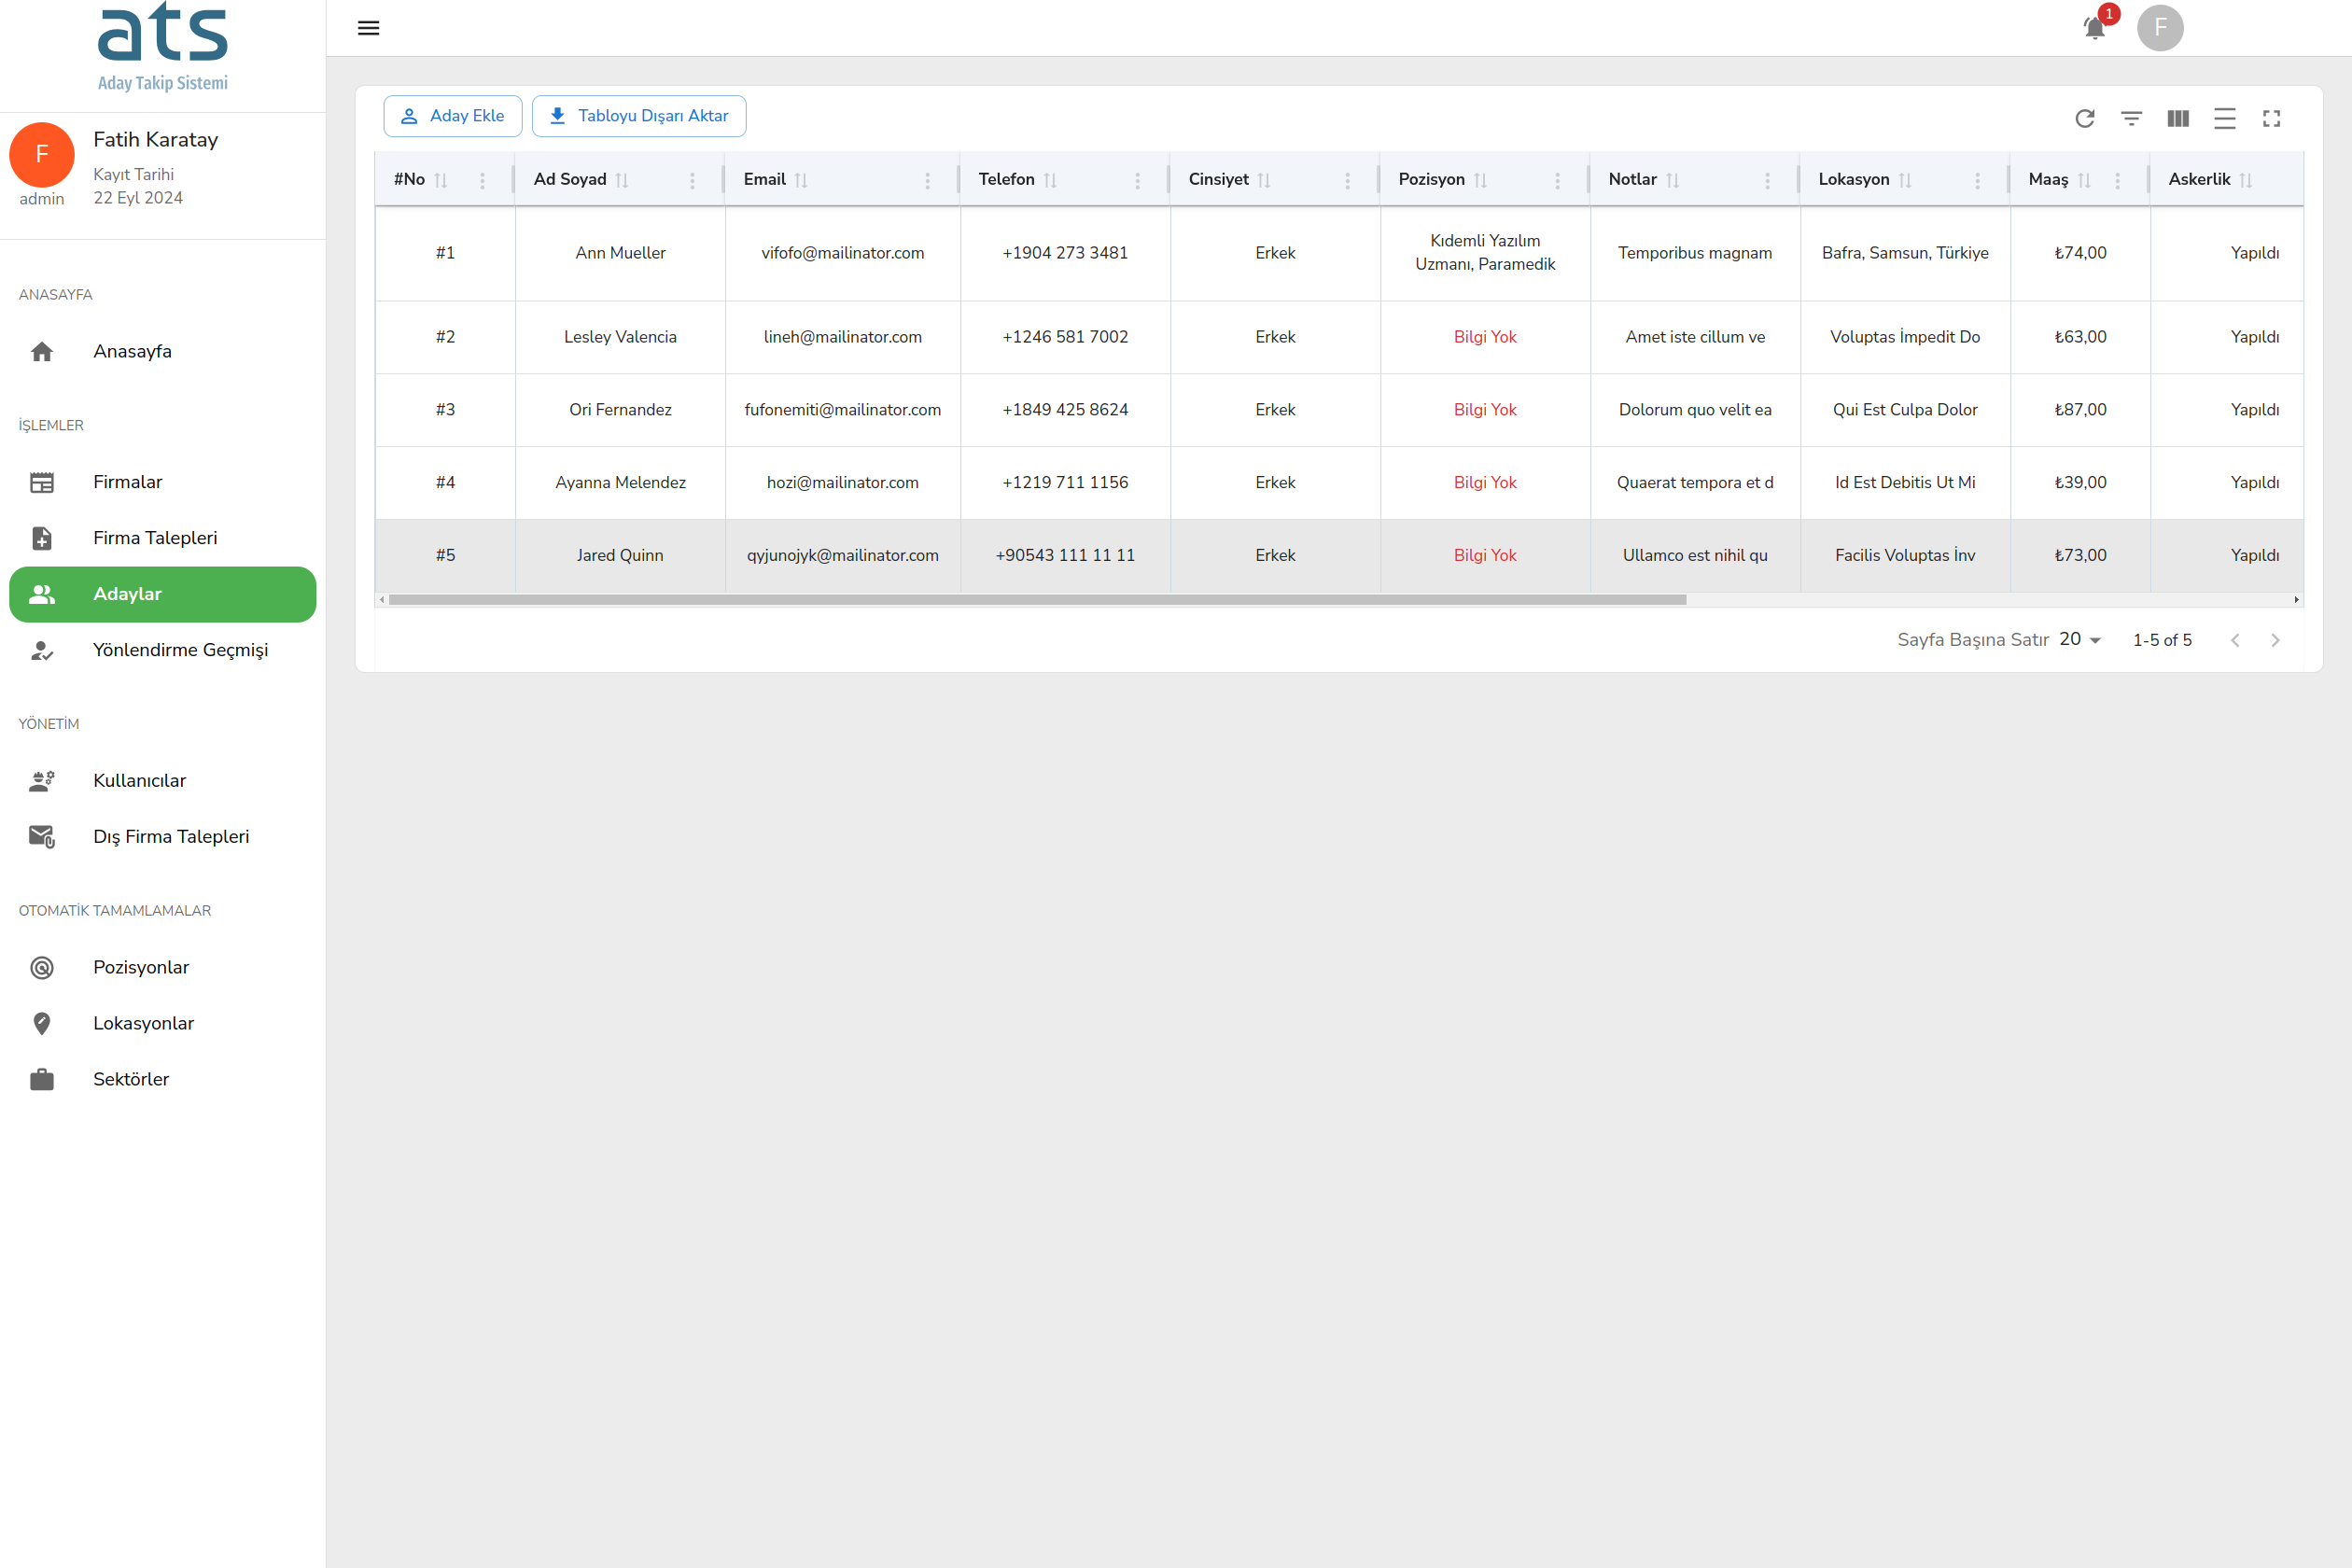 ats
Aday Takip Sistemi
F
Fatih Karatay
Kayıt Tarihi
22 Eyl 2024
admin
ANASAYFA
Anasayfa
İŞLEMLER
Firmalar
Firma Talepleri
Adaylar
Yönlendirme Geçmişi
YÖNETİM
Kullanıcılar
Dış Firma Talepleri
OTOMATİK TAMAMLAMALAR
Pozisyonlar
Lokasyonlar
Sektörler
1
F
Aday Ekle
Tabloyu Dışarı Aktar
#No Ad Soyad Email Telefon Cinsiyet Pozisyon Notlar Lokasyon Maaş Askerlik
#1 Ann Mueller vifofo@mailinator.com +1904 273 3481 Erkek Kıdemli Yazılım
Uzmanı, Paramedik Temporibus magnam Bafra, Samsun, Türkiye ₺74,00 Yapıldı
#2 Lesley Valencia lineh@mailinator.com +1246 581 7002 Erkek Bilgi Yok Amet iste cillum ve Voluptas İmpedit Do ₺63,00 Yapıldı
#3 Ori Fernandez fufonemiti@mailinator.com +1849 425 8624 Erkek Bilgi Yok Dolorum quo velit ea Qui Est Culpa Dolor ₺87,00 Yapıldı
#4 Ayanna Melendez hozi@mailinator.com +1219 711 1156 Erkek Bilgi Yok Quaerat tempora et d Id Est Debitis Ut Mi ₺39,00 Yapıldı
#5 Jared Quinn qyjunojyk@mailinator.com +90543 111 11 11 Erkek Bilgi Yok Ullamco est nihil qu Facilis Voluptas İnv ₺73,00 Yapıldı
Sayfa Başına Satır 20 1-5 of 5